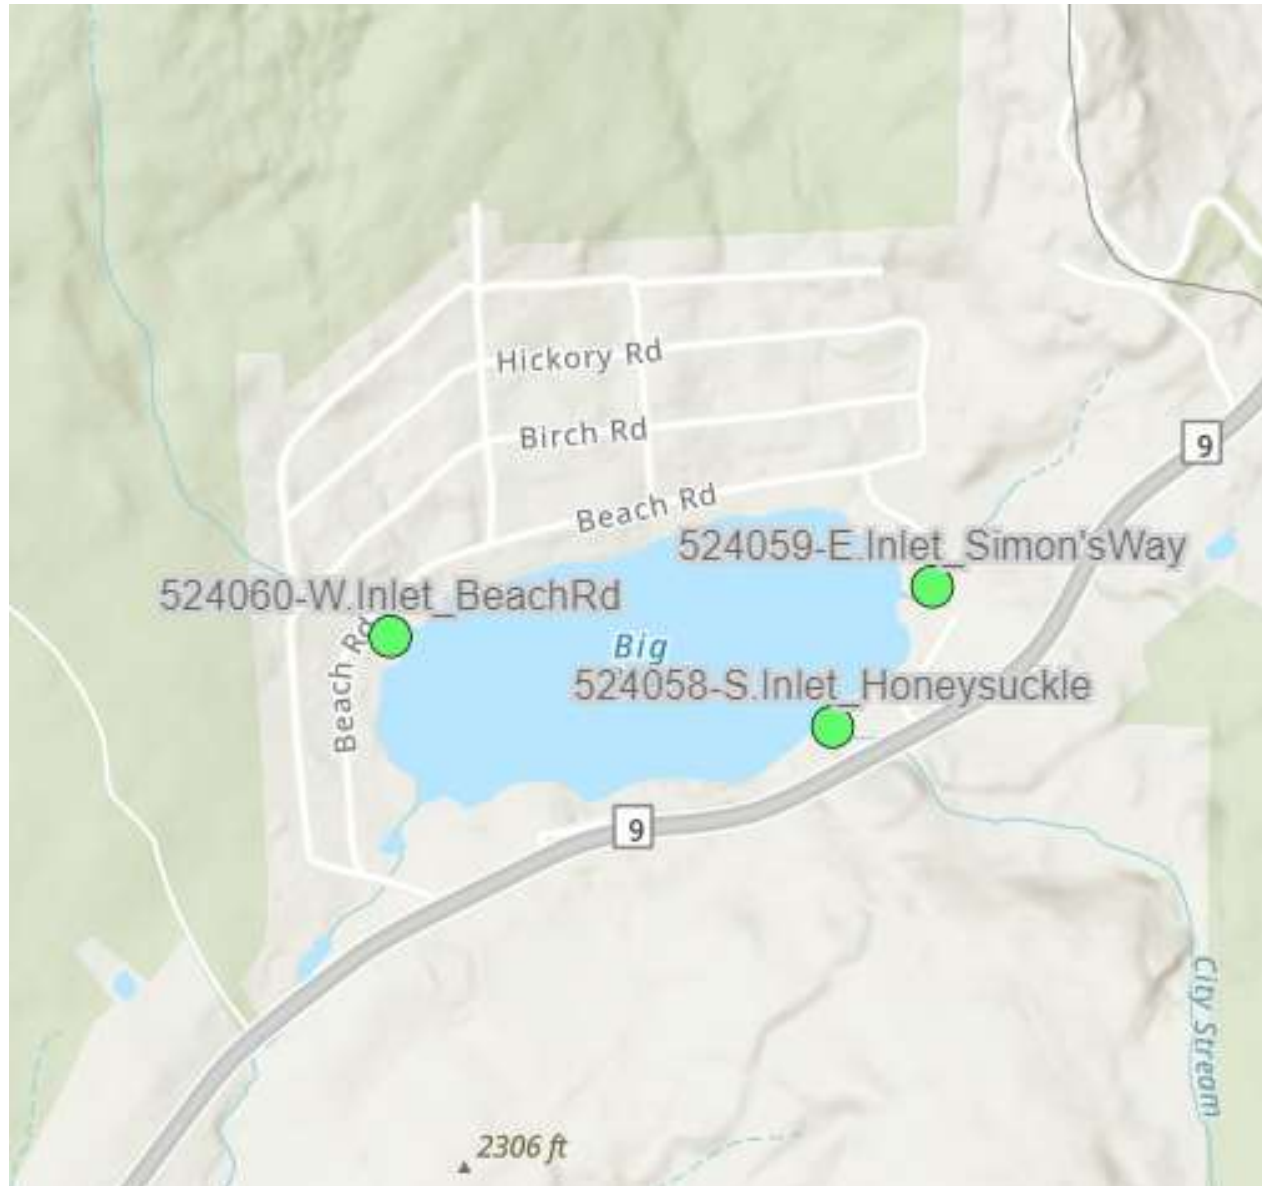 Hickory Rd
Birch Rd
9
Beach Rd
524059-E.Inlet_Simon'sWay
524060-W.Inlet_BeachRd
Beach Rd
Big
524058-S.Inlet_Honeysuckle
9
City Stream
2306 ft